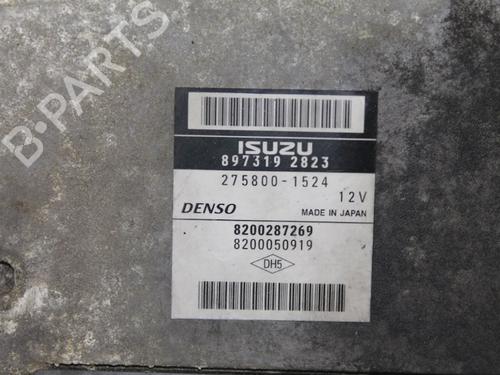 B-PARTS
ISUZU
897319 2823
275800-1524
12V
DENSO
MADE IN JAPAN
8200287269
8200050919
DH5